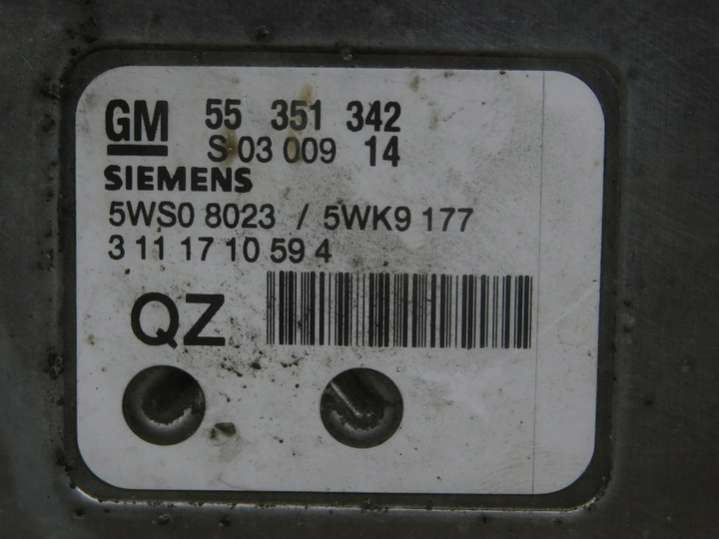 GM 55 351 342
S 03 009 14
SIEMENS
5WS0 8023 / 5WK9 177
3 11 17 10 59 4
QZ